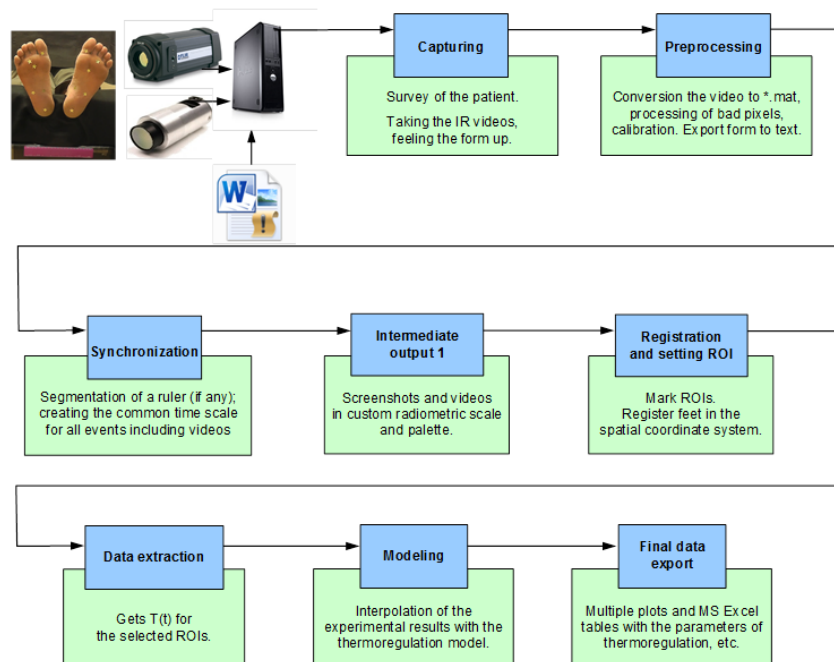 Capturing
Survey of the patient.
Taking the IR videos,
feeling the form up.
Preprocessing
Conversion the video to *.mat,
processing of bad pixels,
calibration. Export form to text.
W
Synchronization
Segmentation of a ruler (if any);
creating the common time scale
for all events including videos
Intermediate
output 1
Screenshots and videos
in custom radiometric scale
and palette.
Registration
and setting ROI
Mark ROIs.
Register feet in the
spatial coordinate system.
Data extraction
Gets T(t) for
the selected ROIs.
Modeling
Interpolation of the
experimental results with the
thermoregulation model.
Final data
export
Multiple plots and MS Excel
tables with the parameters of
thermoregulation, etc.